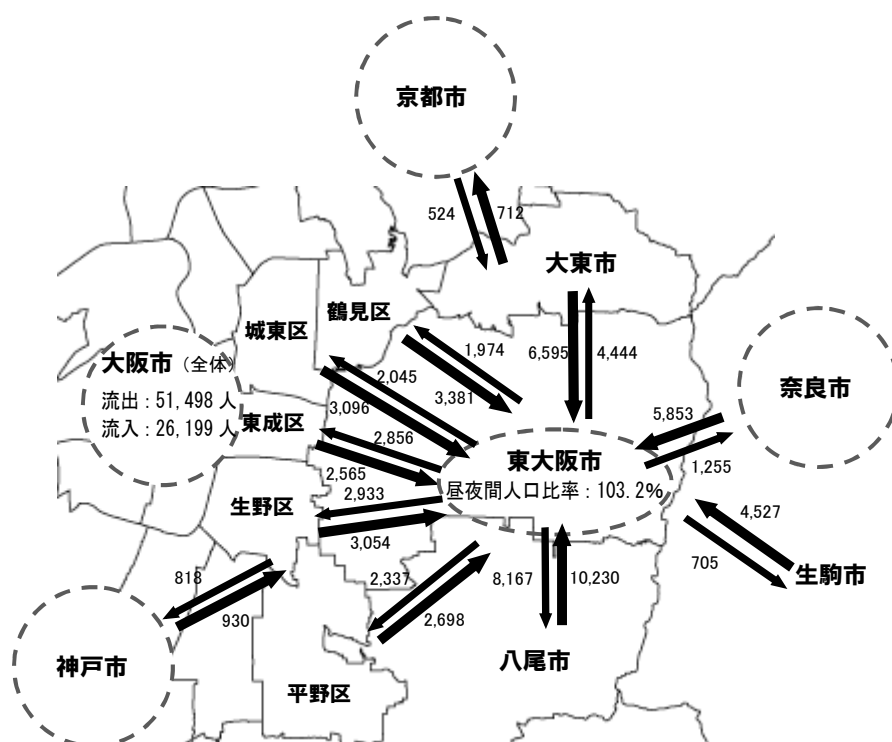 京都市
524
712
大東市
鶴見区
城東区
大阪市（全体）
流出：51,498 人
流入：26,199 人
1,974
6,595
4,444
2,045
3,381
3,096
奈良市
5,853
1,255
東成区
2,856
2,565
東大阪市
昼夜間人口比率：103.2%
生野区
2,933
3,054
4,527
705
生駒市
818
930
2,337
2,698
8,167
10,230
神戸市
平野区
八尾市